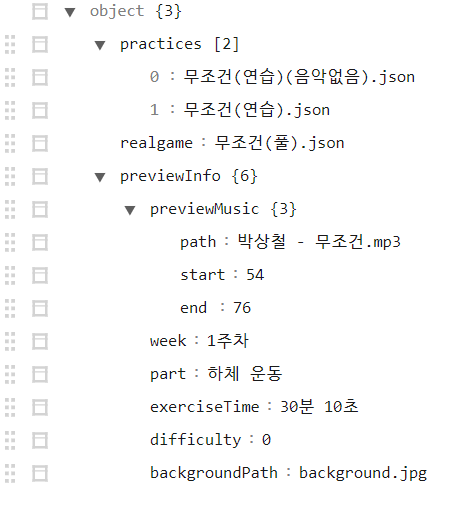 object {3}
practices [2]
0 : 무조건(연습)(음악없음).json
1 : 무조건(연습).json
realgame : 무조건(풀).json
previewInfo {6}
previewMusic {3}
path : 박상철 - 무조건.mp3
start : 54
end : 76
week : 1주차
part : 하체 운동
exerciseTime : 30분 10초
difficulty : 0
backgroundPath : background.jpg